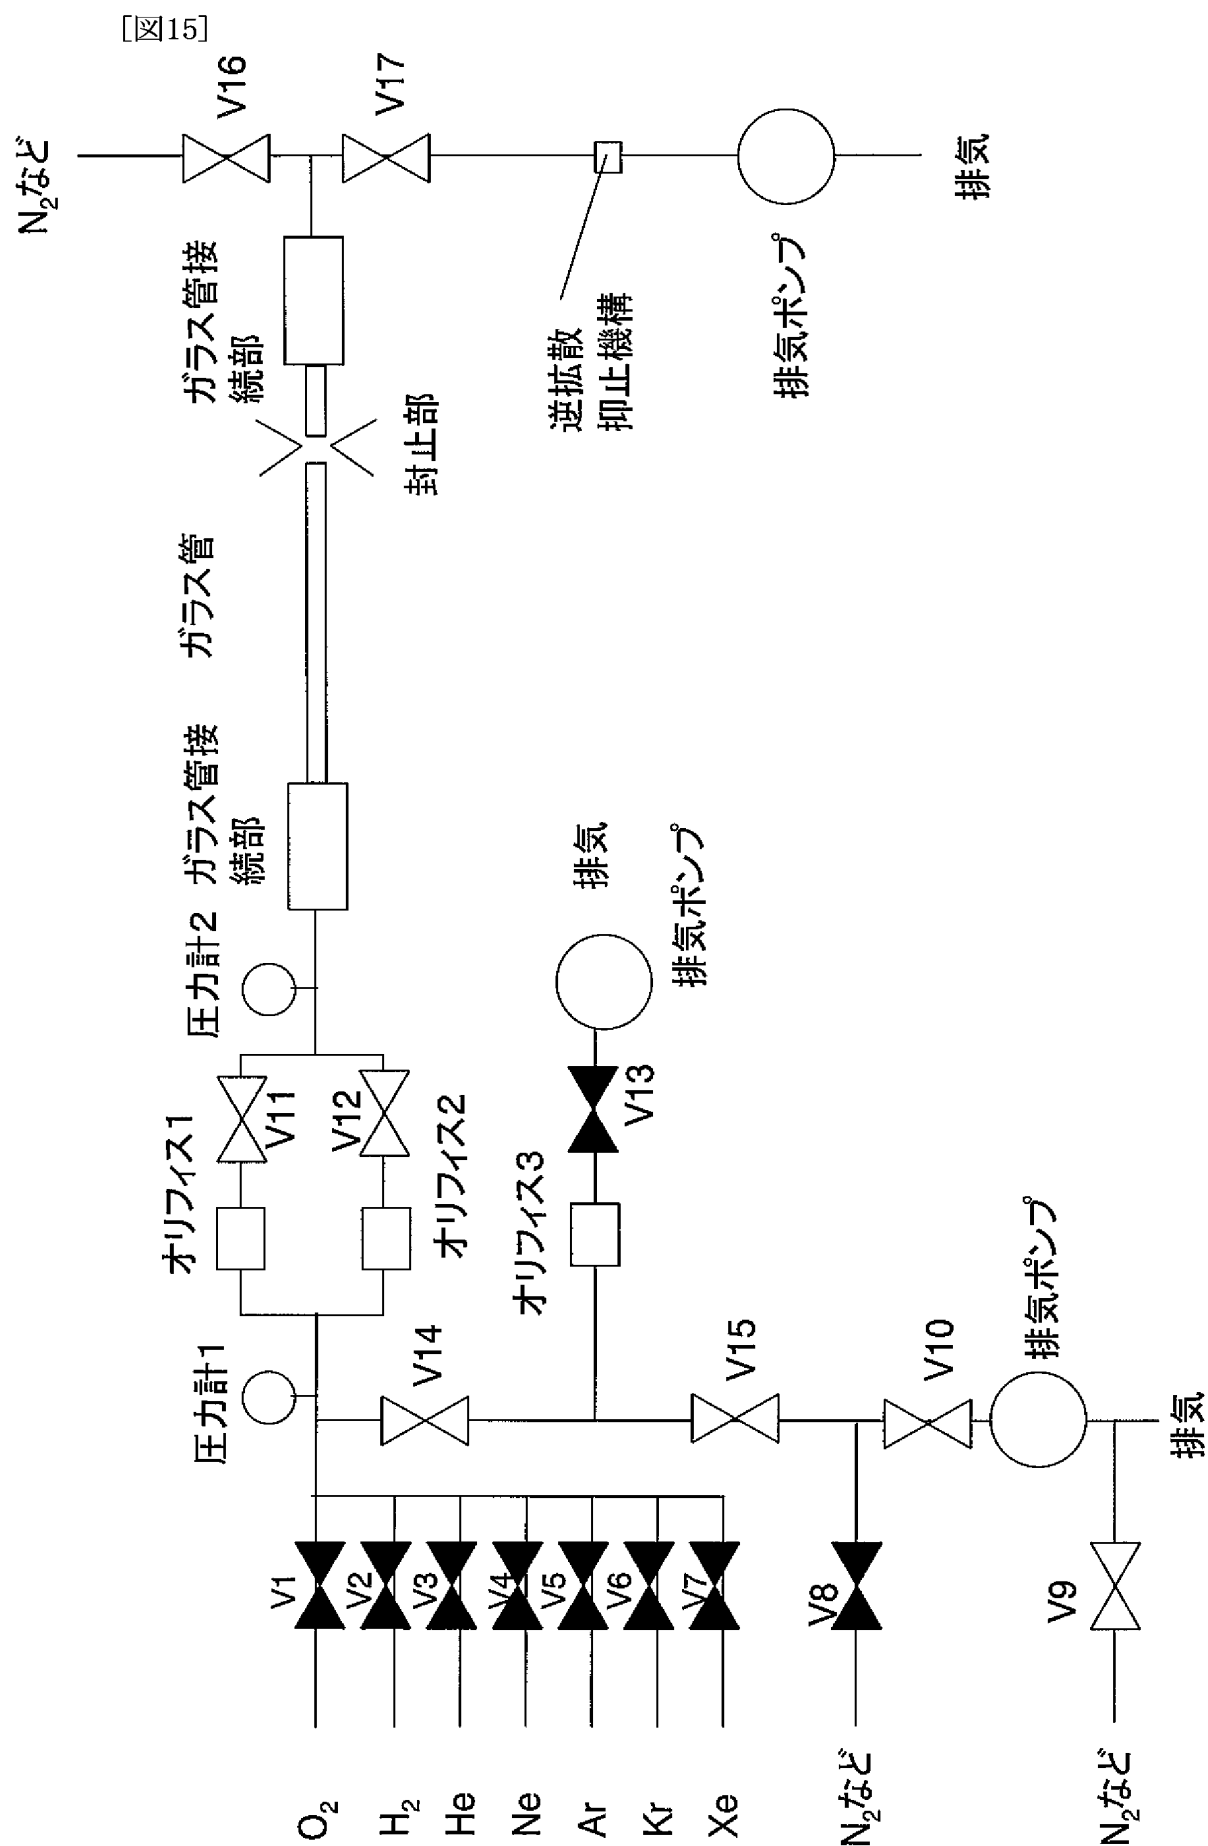 [図15]
O2
H2
He
Ne
Ar
Kr
Xe
N2など
N2など
V1
V2
V3
V4
V5
V6
V7
V8
V9
圧力計1
V14
V15
V10
排気ポンプ
排気
オリフィス1
V11
V12
オリフィス2
オリフィス3
V13
排気ポンプ
排気
圧力計2
ガラス管接
続部
ガラス管
封止部
ガラス管接
続部
N2など
V16
V17
逆拡散
抑止機構
排気ポンプ
排気